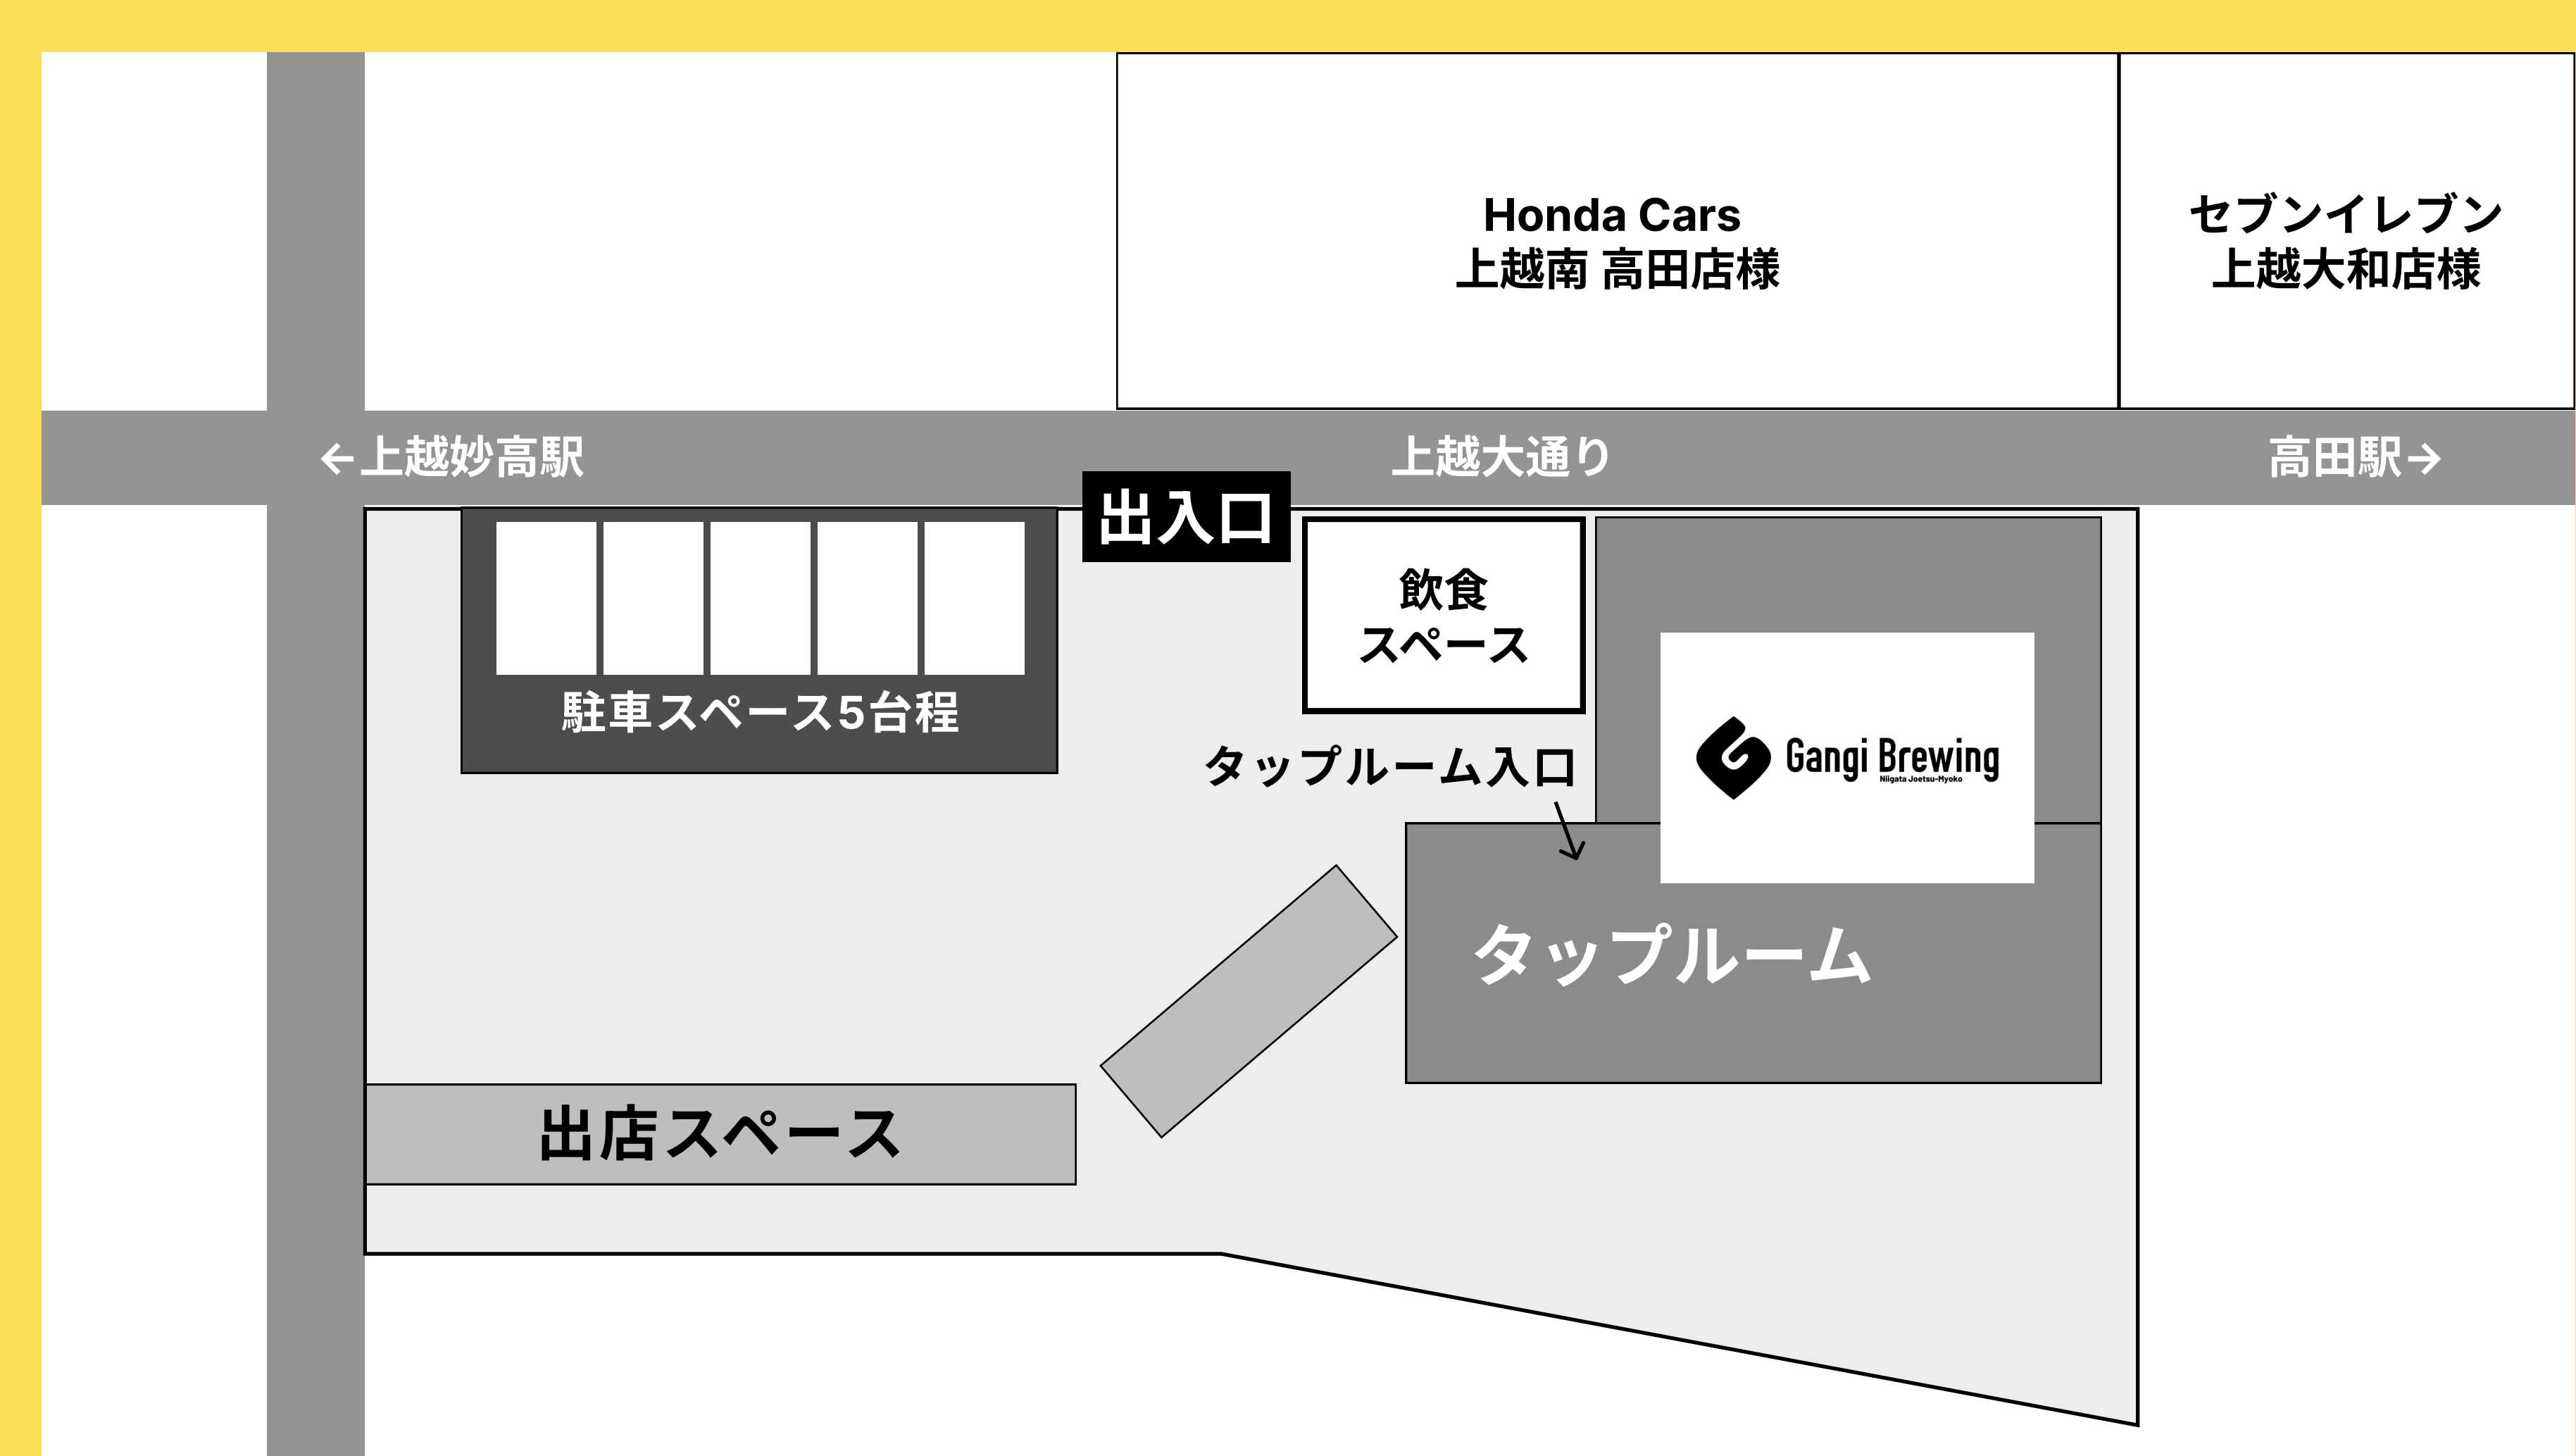 Honda Cars
上越南 高田店様
セブンイレブン
上越大和店様
←上越妙高駅
上越大通り
高田駅→
出入口
飲食
スペース
駐車スペース5台程
タップルーム入口
Gangi Brewing
Niigata Joetsu-Myoko
タップルーム
出店スペース